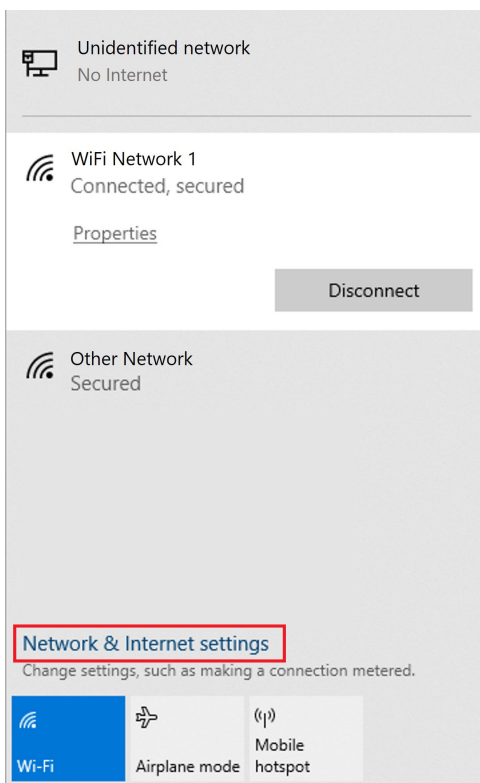 Unidentified network
No Internet
WiFi Network 1
Connected, secured
Properties
Disconnect
Other Network
Secured
Network & Internet settings
Change settings, such as making a connection metered.
Wi-Fi
Airplane mode
Mobile
hotspot